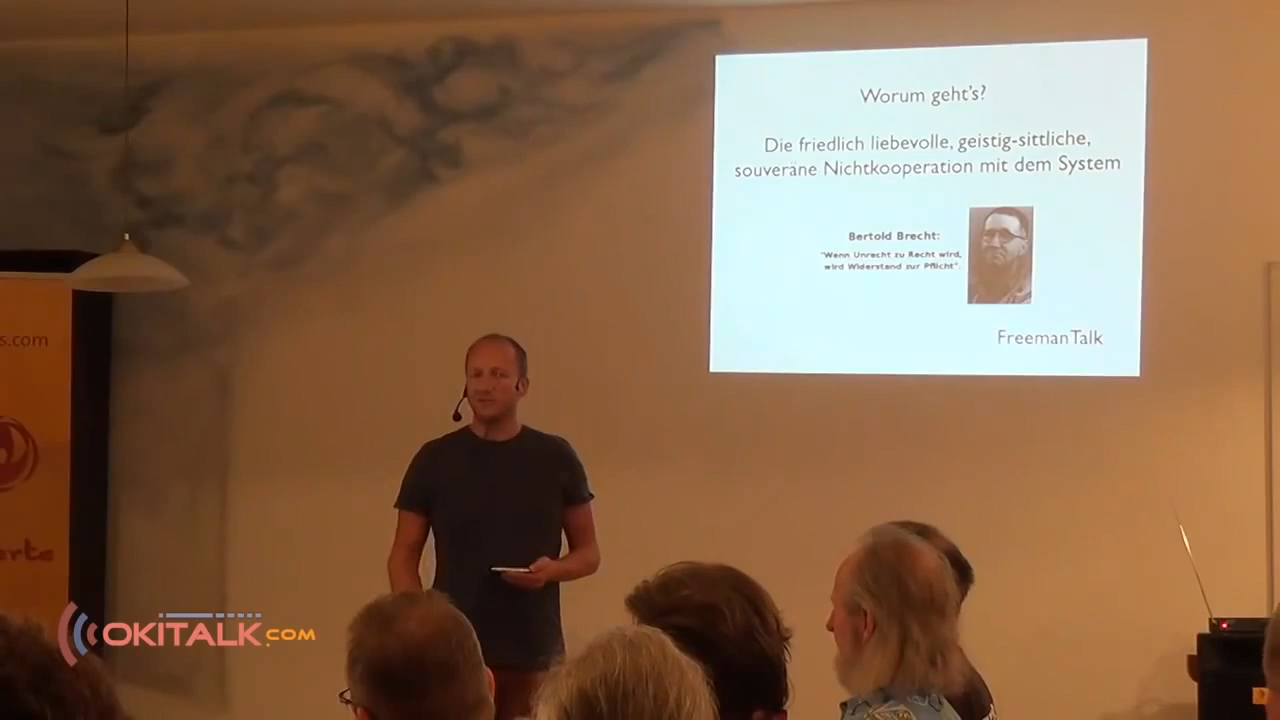 Worum geht's?
Die friedlich liebevolle, geistig-sittliche,
souveräne Nichtkooperation mit dem System
Bertold Brecht:
"Wenn Unrecht zu Recht wird,
wird Widerstand zur Pflicht".
FreemanTalk
s.com
erts
OKITALK.COM